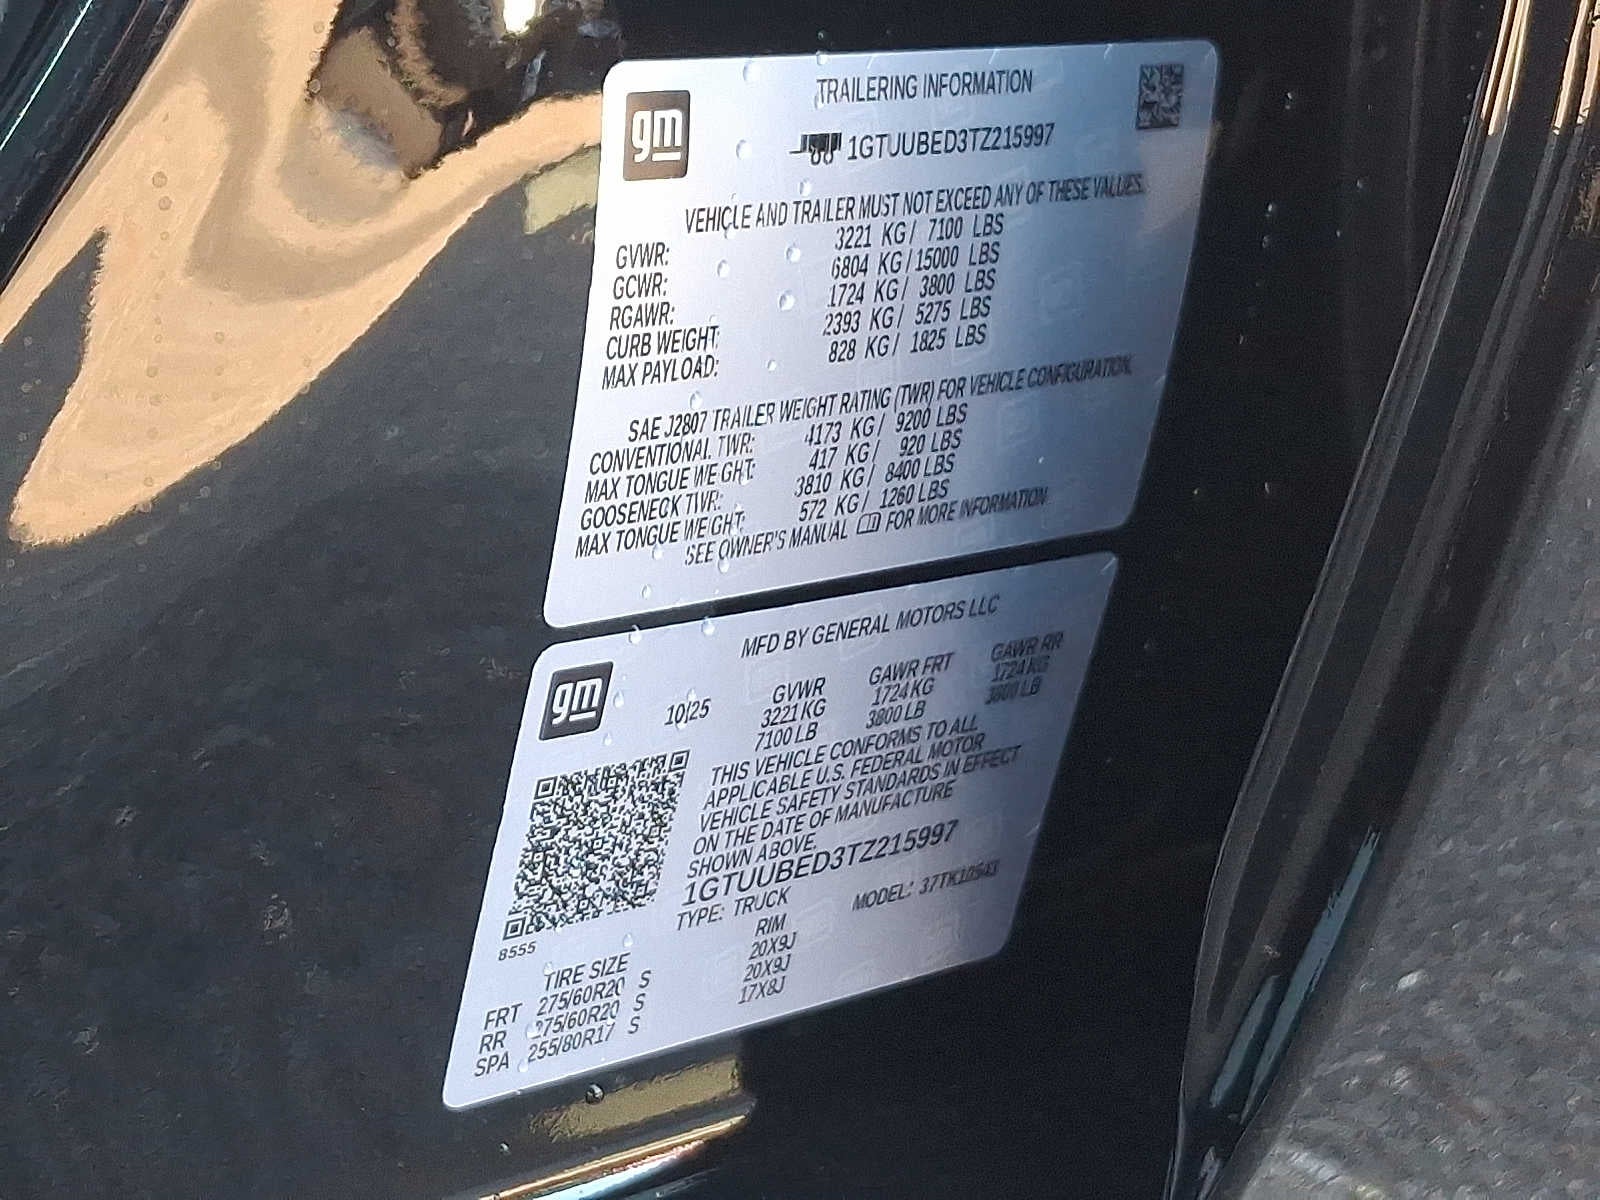 gm
TRAILERING INFORMATION
1GTUUBED3TZ215997
VEHICLE AND TRAILER MUST NOT EXCEED ANY OF THESE VALUES.
GVWR: 3221 KG / 7100 LBS
GCWR: 6804 KG / 15000 LBS
RGAWR: 1724 KG / 3800 LBS
CURB WEIGHT: 2393 KG / 5275 LBS
MAX PAYLOAD: 828 KG / 1825 LBS
SAE J2807 TRAILER WEIGHT RATING (TWR) FOR VEHICLE CONFIGURATION.
CONVENTIONAL TWR: 4173 KG / 9200 LBS
MAX TONGUE WEIGHT: 417 KG / 920 LBS
GOOSENECK TWR: 3810 KG / 8400 LBS
MAX TONGUE WEIGHT: 572 KG / 1260 LBS
SEE OWNER'S MANUAL FOR MORE INFORMATION
gm
MFD BY GENERAL MOTORS LLC
10/25 GVWR GAWR FRT GAWR RR
3221 KG 1724 KG 1724 KG
7100 LB 3800 LB 3800 LB
THIS VEHICLE CONFORMS TO ALL
APPLICABLE U.S. FEDERAL MOTOR
VEHICLE SAFETY STANDARDS IN EFFECT
ON THE DATE OF MANUFACTURE
SHOWN ABOVE.
1GTUUBED3TZ215997
TYPE: TRUCK MODEL: 37TK10543
8555
TIRE SIZE RIM
FRT 275/60R20 S 20X9J
RR 275/60R20 S 20X9J
SPA 255/80R17 S 17X8J